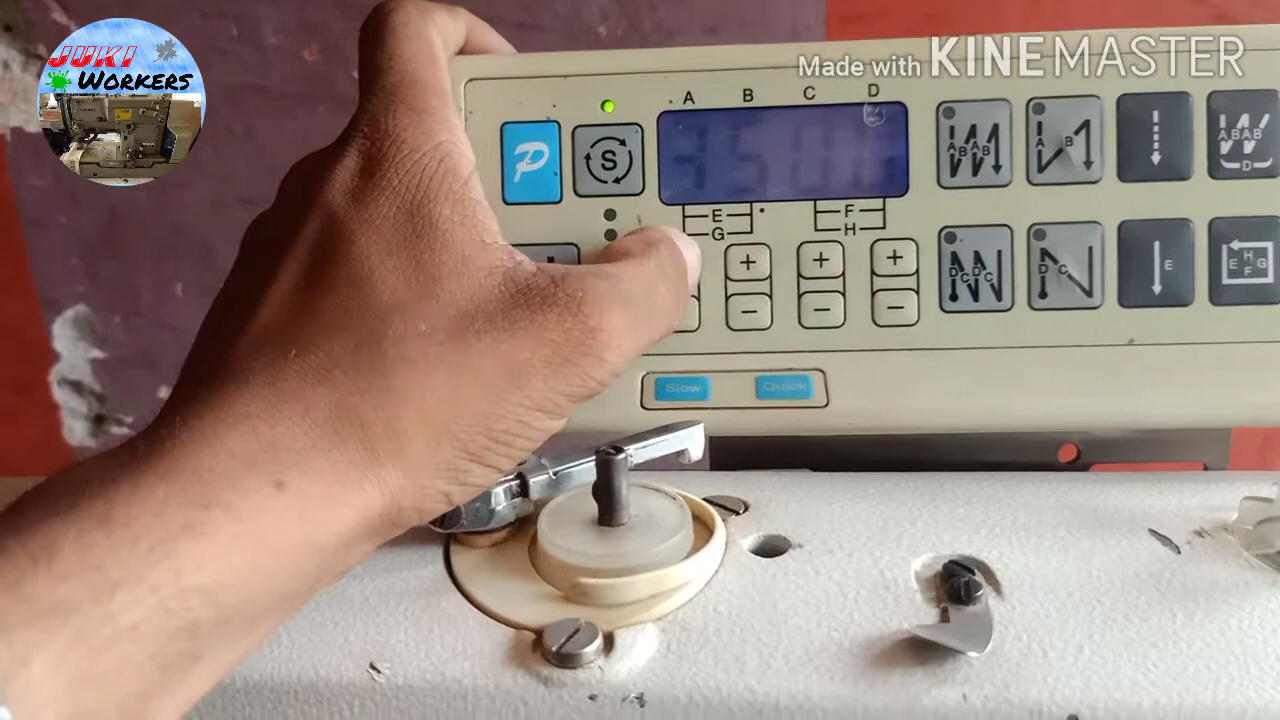 JUKI
WORKERS
Made with KINEMASTER
A B C D
P
S
E
G
F
H
+ + +
− − −
Slow Quick
A B A B
A B
A B A B
D
D C D C
D C
E
E H F G